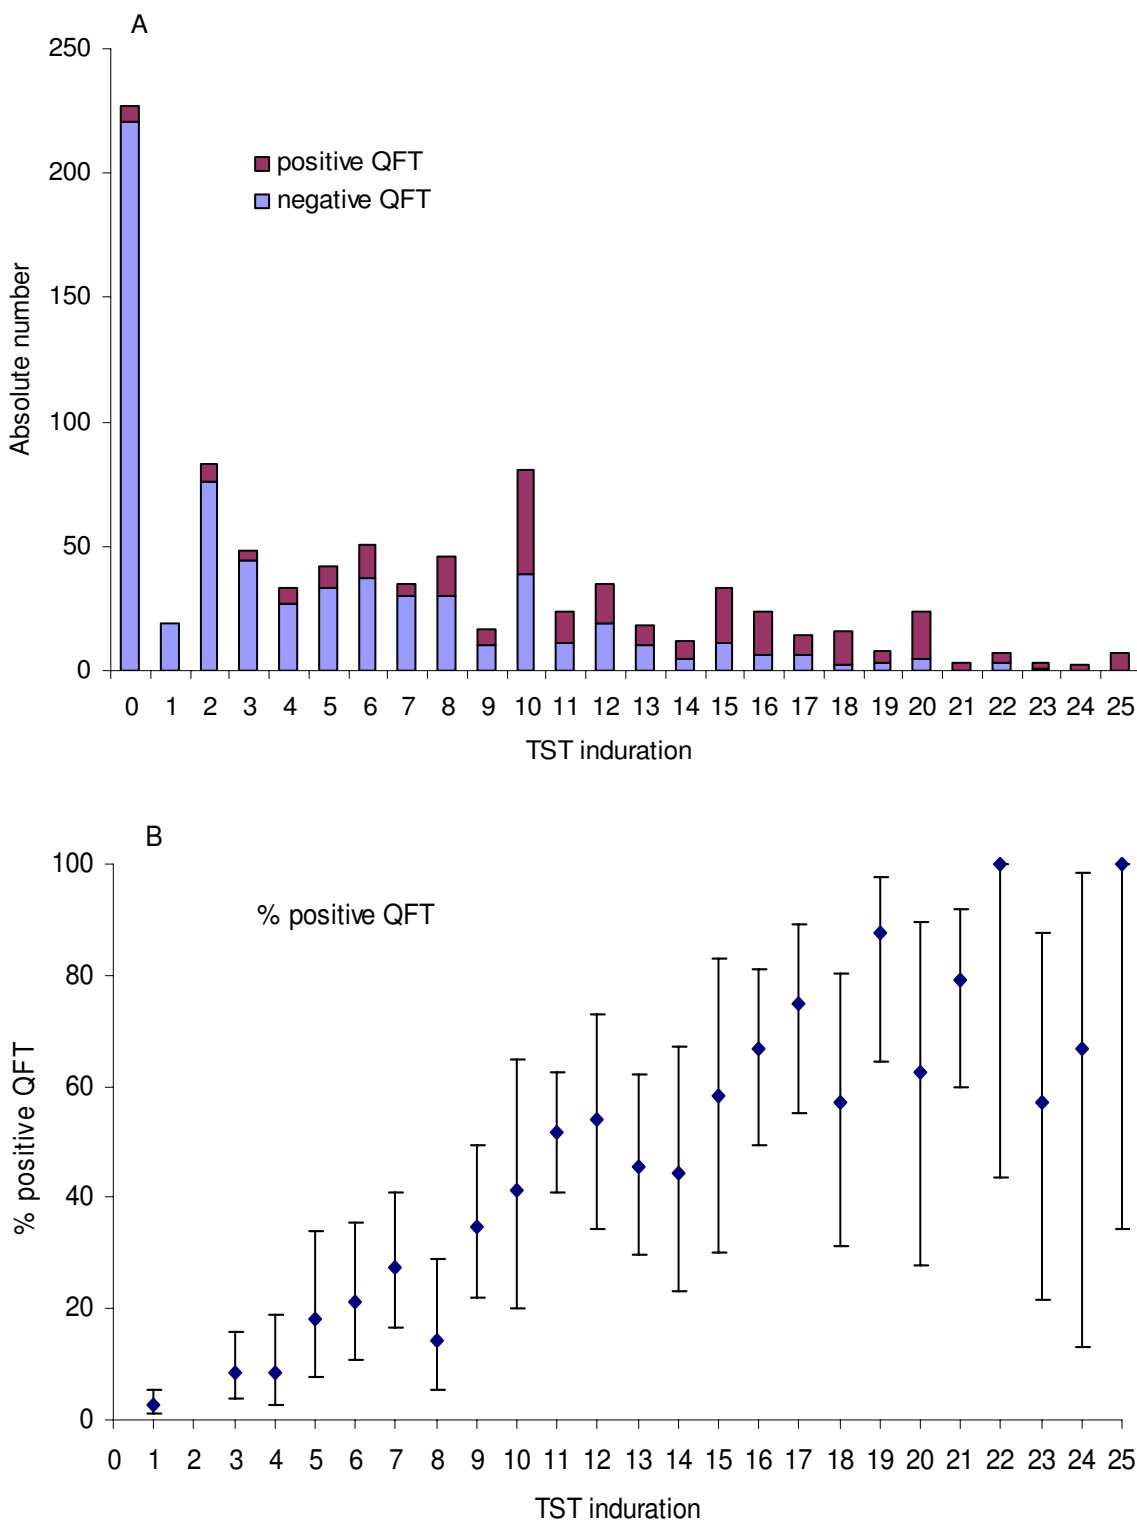 A
250
200
150
100
50
0
Absolute number
positive QFT
negative QFT
0 1 2 3 4 5 6 7 8 9 10 11 12 13 14 15 16 17 18 19 20 21 22 23 24 25
TST induration
B
100
80
60
40
20
0
% positive QFT
% positive QFT
0 1 2 3 4 5 6 7 8 9 10 11 12 13 14 15 16 17 18 19 20 21 22 23 24 25
TST induration